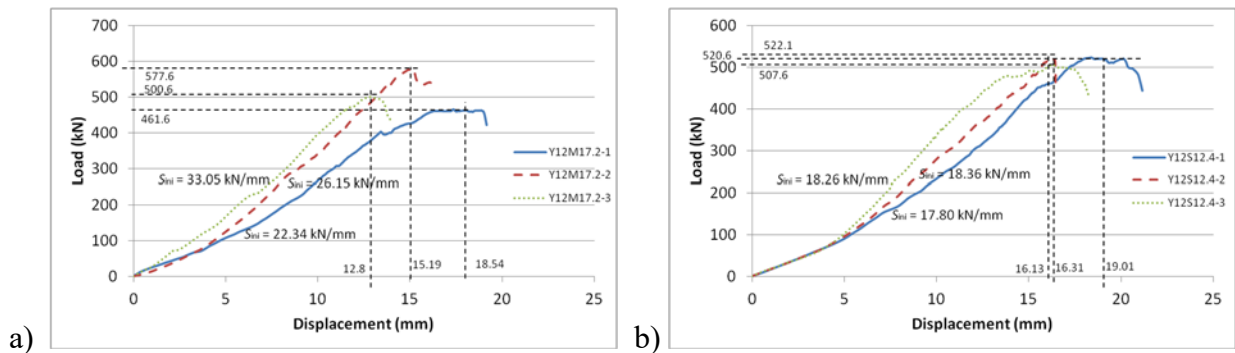 700
600
500
400
300
200
100
0
Load (kN)
577.6
500.6
461.6
Sini = 33.05 kN/mm
Sini = 26.15 kN/mm
Sini = 22.34 kN/mm
12.8
15.19
18.54
Y12M17.2-1
Y12M17.2-2
Y12M17.2-3
0 5 10 15 20 25
Displacement (mm)
a)
600
500
400
300
200
100
0
Load (kN)
522.1
520.6
507.6
Sini = 18.26 kN/mm
Sini = 18.36 kN/mm
Sini = 17.80 kN/mm
16.13
16.31
19.01
Y12S12.4-1
Y12S12.4-2
Y12S12.4-3
0 5 10 15 20 25
Displacement (mm)
b)